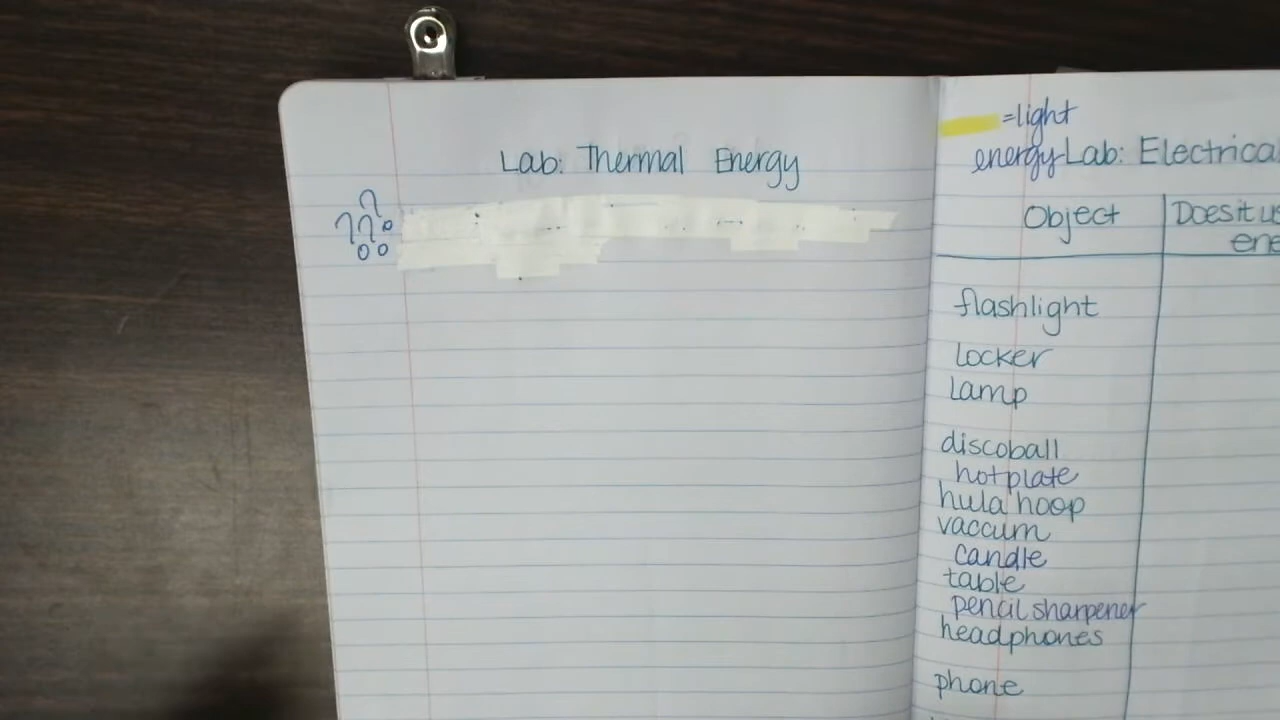 Lab: Thermal Energy
???
=light
energy Lab: Electrical
Object
Does it us
ene
flashlight
Locker
Lamp
discoball
hotplate
hula hoop
vaccum
candle
table
pencil sharpener
headphones
phone